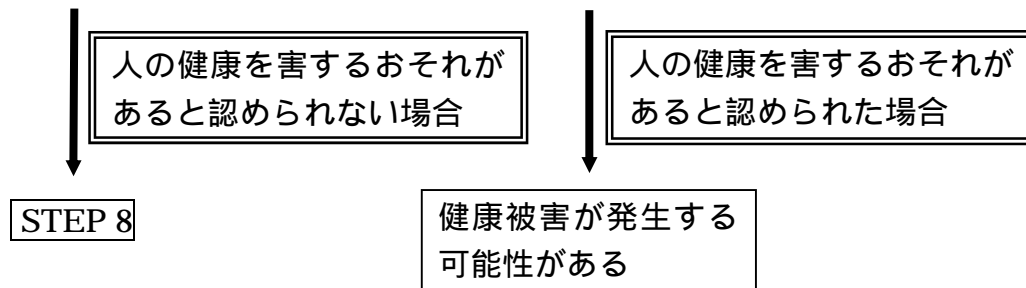 人の健康を害するおそれが
あると認められない場合
人の健康を害するおそれが
あると認められた場合
STEP 8
健康被害が発生する
可能性がある